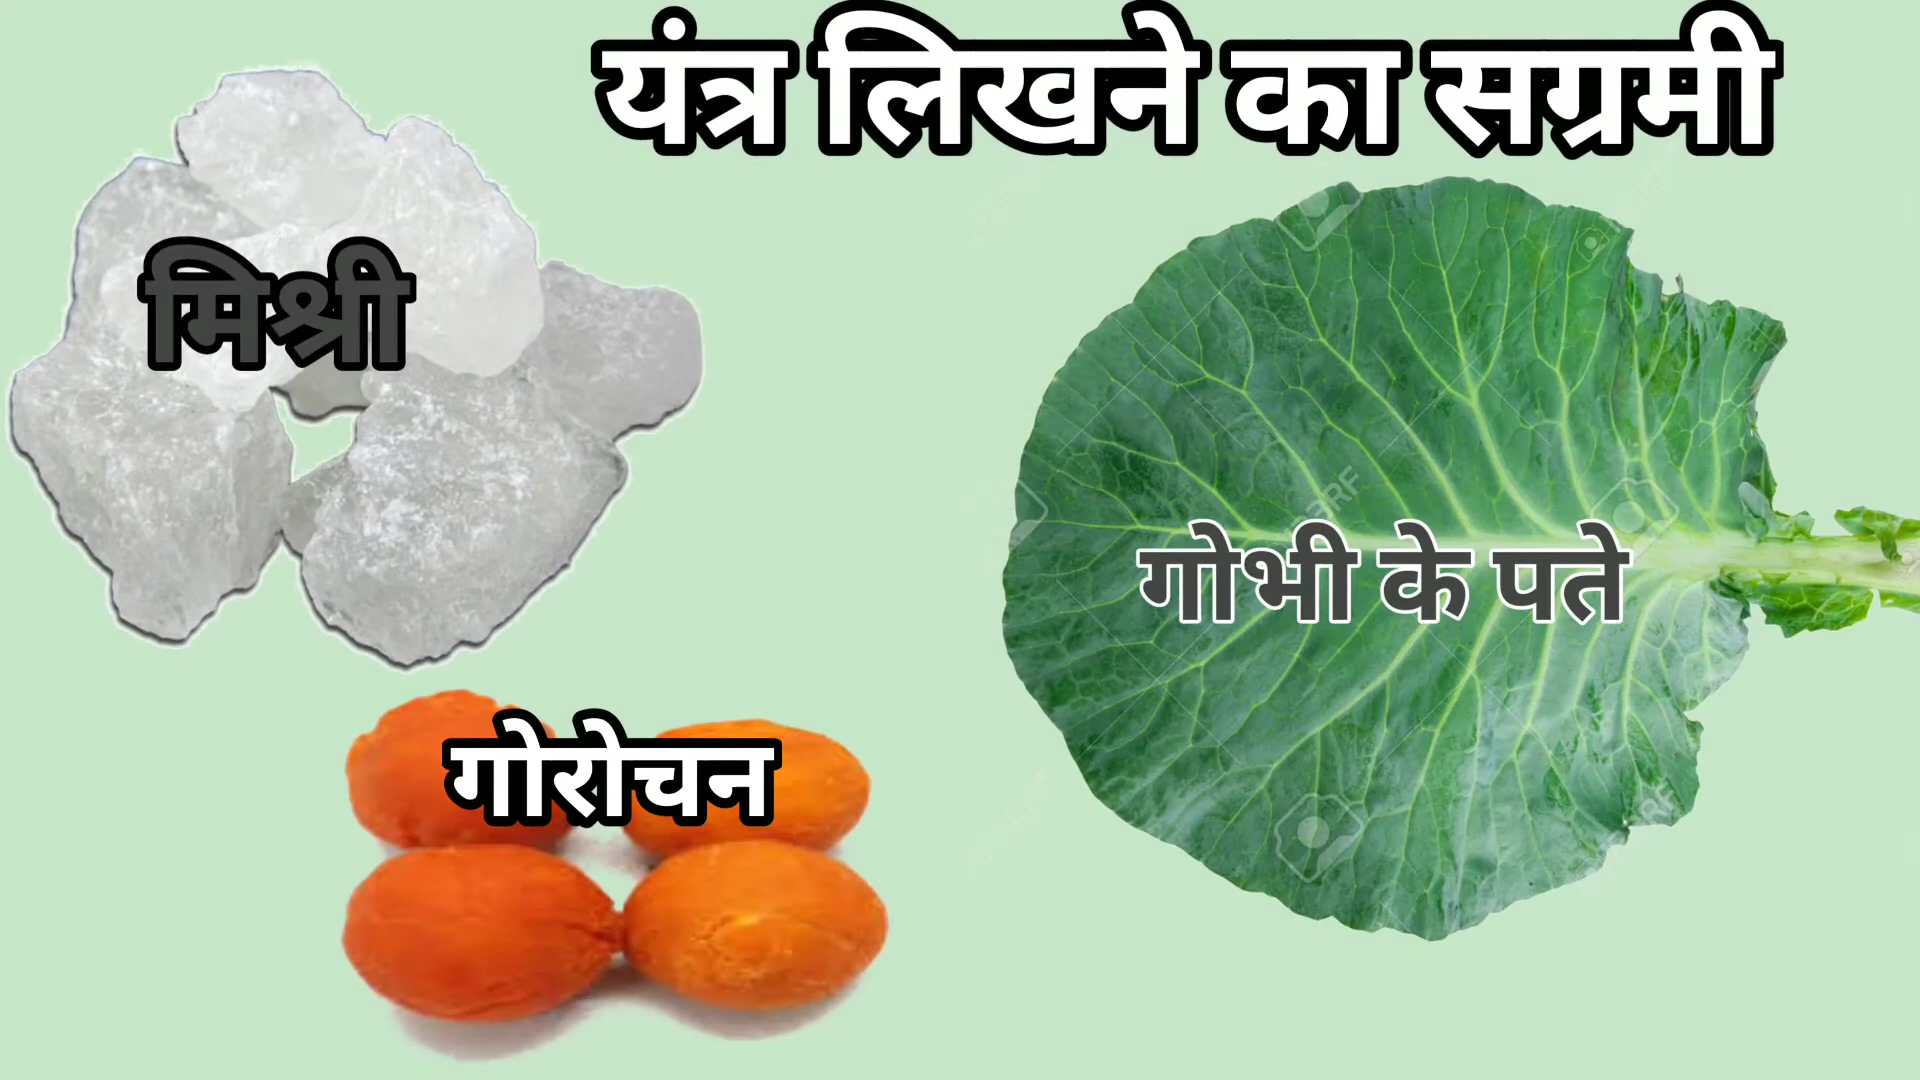 यंत्र लिखने का सग्रमी
मिश्री
गोभी के पते
गोरोचन